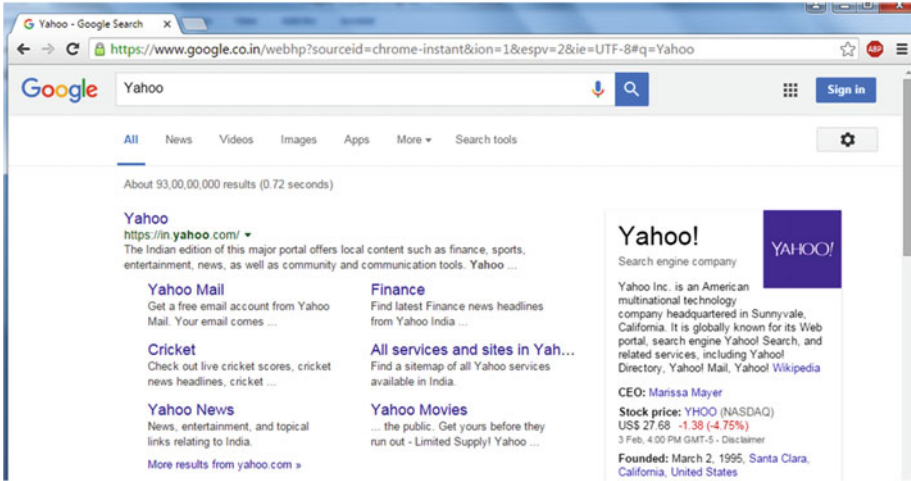 Yahoo - Google Search
https://www.google.co.in/webhp?sourceid=chrome-instant&ion=1&espv=2&ie=UTF-8#q=Yahoo
ABP
Google
Yahoo
Sign in
All News Videos Images Apps More Search tools
About 93,00,00,000 results (0.72 seconds)
Yahoo
https://in.yahoo.com/
The Indian edition of this major portal offers local content such as finance, sports,
entertainment, news, as well as community and communication tools. Yahoo ...
Yahoo Mail
Get a free email account from Yahoo
Mail. Your email comes ...
Finance
Find latest Finance news headlines
from Yahoo India ...
Cricket
Check out live cricket scores, cricket
news headlines, cricket ...
All services and sites in Yah...
Find a sitemap of all Yahoo services
available in India.
Yahoo News
News, entertainment, and topical
links relating to India.
Yahoo Movies
... the public. Get yours before they
run out - Limited Supply! Yahoo ...
More results from yahoo.com »
Yahoo!
Search engine company
YAHOO!
Yahoo Inc. is an American
multinational technology
company headquartered in Sunnyvale,
California. It is globally known for its Web
portal, search engine Yahoo! Search, and
related services, including Yahoo!
Directory, Yahoo! Mail, Yahoo! Wikipedia
CEO: Marissa Mayer
Stock price: YHOO (NASDAQ)
US$ 27.68 -1.38 (-4.75%)
3 Feb, 4:00 PM GMT-5 - Disclaimer
Founded: March 2, 1995, Santa Clara,
California, United States